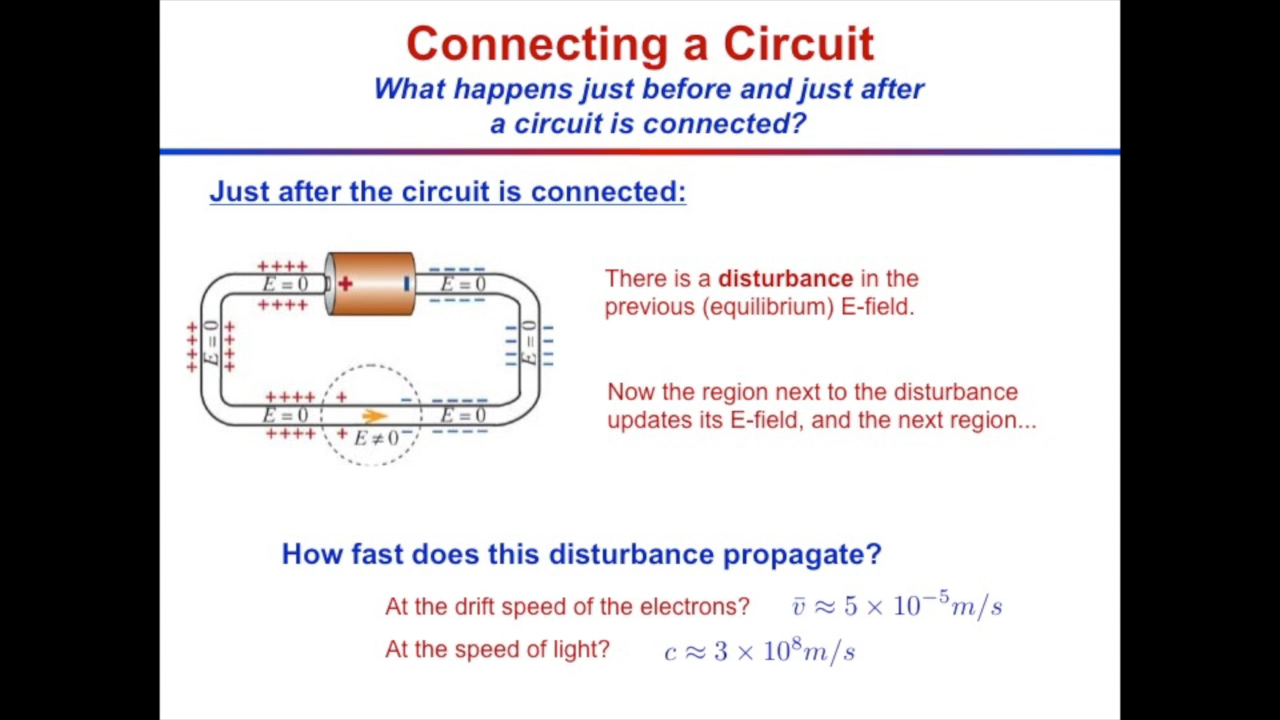 Connecting a Circuit
What happens just before and just after
a circuit is connected?
Just after the circuit is connected:
++++ − − − −
E = 0 + − E = 0
++++ − − − −
++++ E = 0 ++++ − − − − E = 0 − − − −
++++ + − − − − −
E = 0 E = 0
++++ + E ≠ 0 − − − − −
There is a disturbance in the
previous (equilibrium) E-field.
Now the region next to the disturbance
updates its E-field, and the next region...
How fast does this disturbance propagate?
At the drift speed of the electrons? v̄ ≈ 5 × 10⁻⁵m/s
At the speed of light? c ≈ 3 × 10⁸m/s